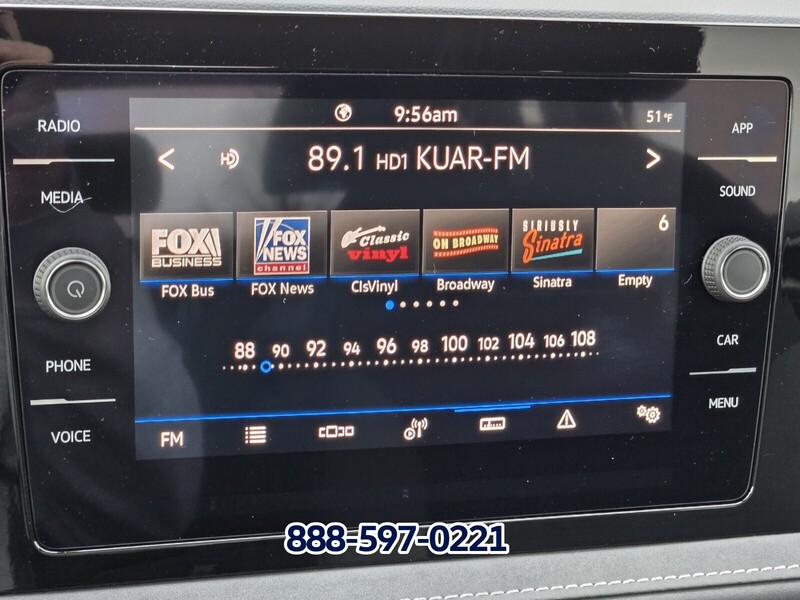 RADIO
MEDIA
PHONE
VOICE
9:56am
51°F
89.1 HD1 KUAR-FM
FOX BUSINESS
FOX NEWS channel
Classic vinyl
ON BROADWAY
SIRIUSLY Sinatra
6
FOX Bus
FOX News
ClsVinyl
Broadway
Sinatra
Empty
88 90 92 94 96 98 100 102 104 106 108
FM
APP
SOUND
CAR
MENU
888-597-0221